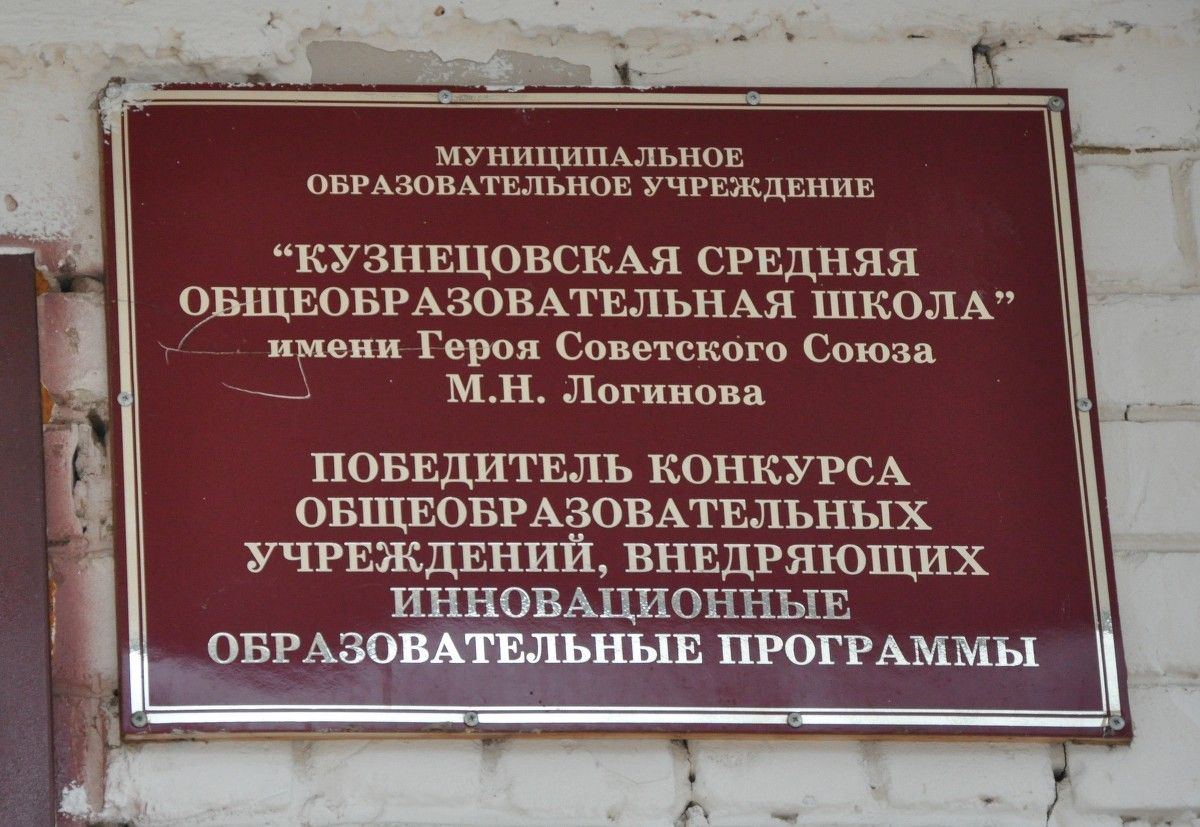 МУНИЦИПАЛЬНОЕ
ОБРАЗОВАТЕЛЬНОЕ УЧРЕЖДЕНИЕ
“КУЗНЕЦОВСКАЯ СРЕДНЯЯ
ОБЩЕОБРАЗОВАТЕЛЬНАЯ ШКОЛА”
имени Героя Советского Союза
М.Н. Логинова
ПОБЕДИТЕЛЬ КОНКУРСА
ОБЩЕОБРАЗОВАТЕЛЬНЫХ
УЧРЕЖДЕНИЙ, ВНЕДРЯЮЩИХ
ИННОВАЦИОННЫЕ
ОБРАЗОВАТЕЛЬНЫЕ ПРОГРАММЫ